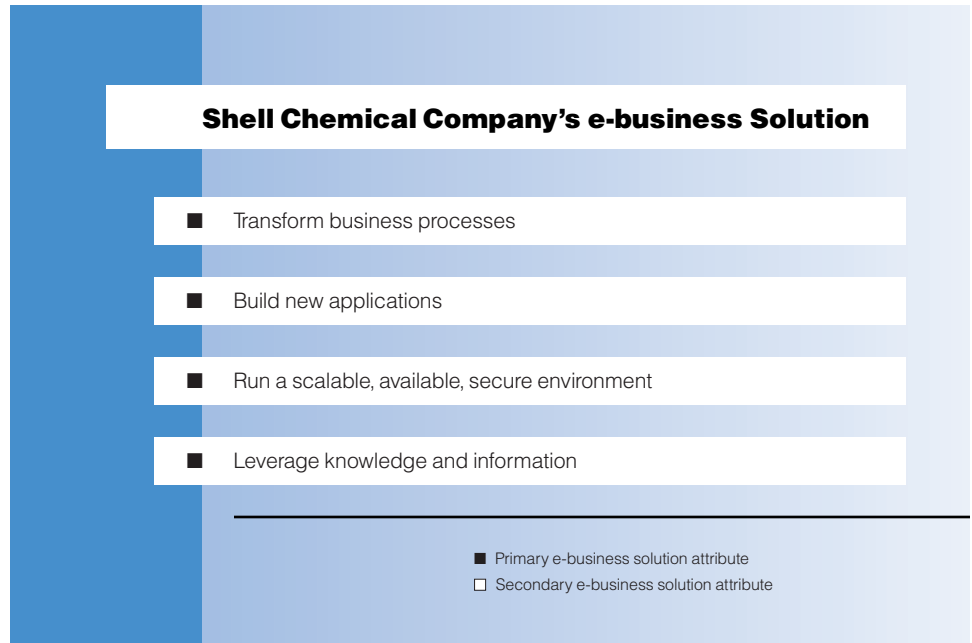 Shell Chemical Company’s e-business Solution
■ Transform business processes
■ Build new applications
■ Run a scalable, available, secure environment
■ Leverage knowledge and information
■ Primary e-business solution attribute
□ Secondary e-business solution attribute